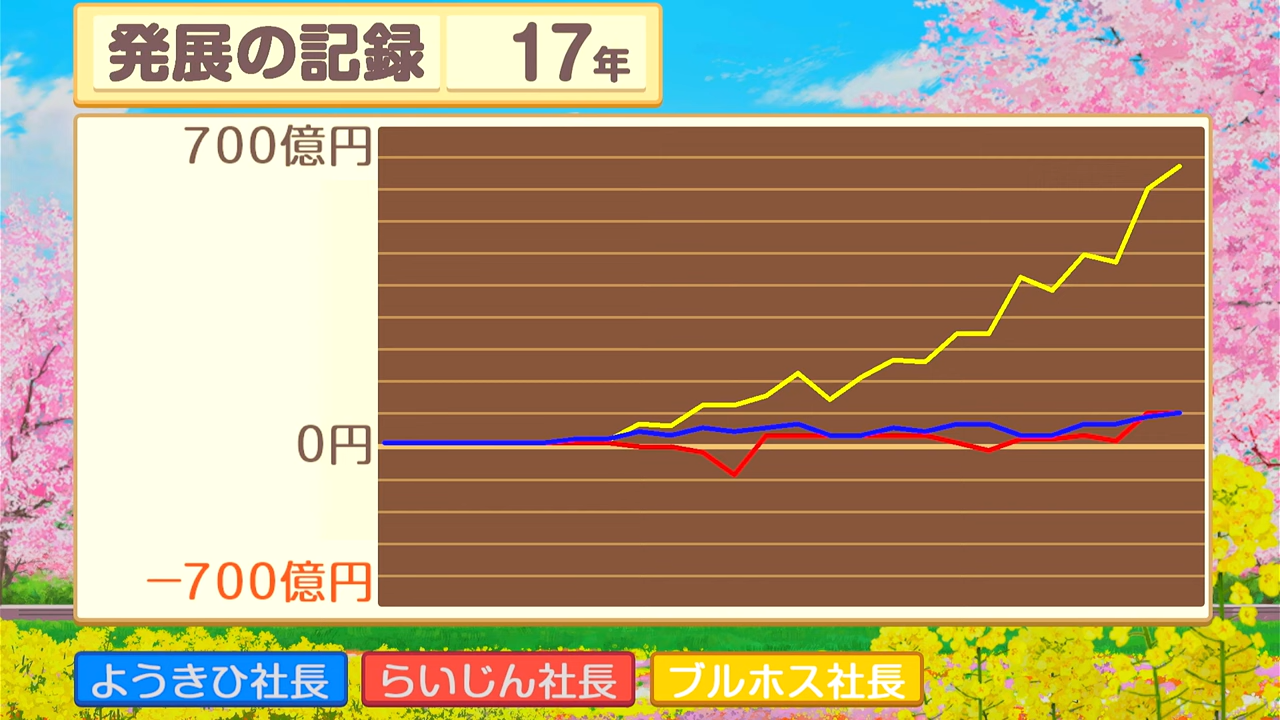 発展の記録 17年
700億円
0円
−700億円
ようきひ社長 らいじん社長 ブルホス社長